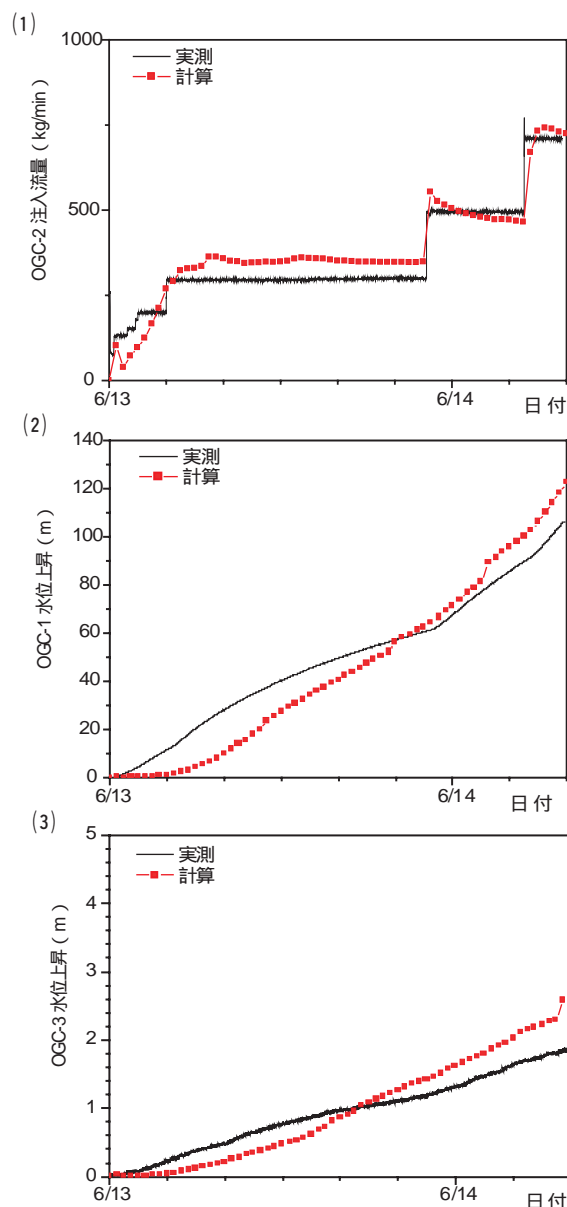 (1)
1000
実測
計算
OGC-2 注入流量（kg/min）
500
0
6/13
6/14
日付
(2)
140
実測
計算
120
100
80
OGC-1 水位上昇（m）
60
40
20
0
6/13
6/14
日付
(3)
5
実測
計算
4
3
OGC-3 水位上昇（m）
2
1
0
6/13
6/14
日付